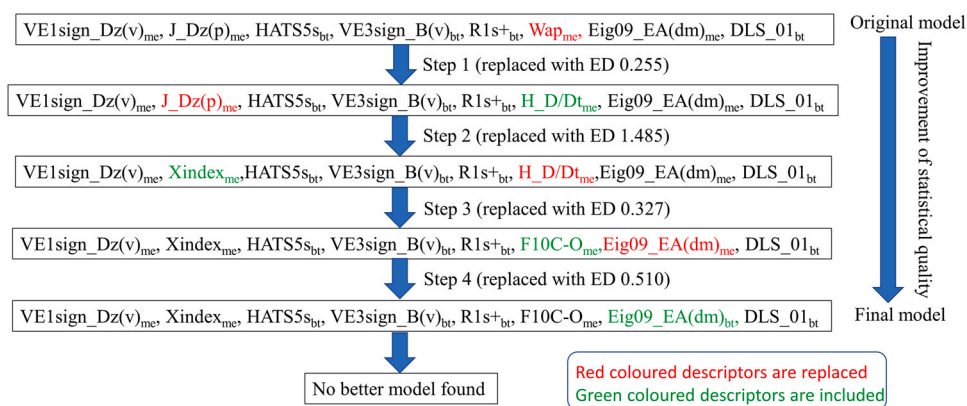 Original model
VE1sign_Dz(v)me, J_Dz(p)me, HATS5sbt, VE3sign_B(v)bt, R1s+bt, Wapme, Eig09_EA(dm)me, DLS_01bt
Step 1 (replaced with ED 0.255)
VE1sign_Dz(v)me, J_Dz(p)me, HATS5sbt, VE3sign_B(v)bt, R1s+bt, H_D/Dtme, Eig09_EA(dm)me, DLS_01bt
Step 2 (replaced with ED 1.485)
VE1sign_Dz(v)me, Xindexme,HATS5sbt, VE3sign_B(v)bt, R1s+bt, H_D/Dtme,Eig09_EA(dm)me, DLS_01bt
Step 3 (replaced with ED 0.327)
VE1sign_Dz(v)me, Xindexme, HATS5sbt, VE3sign_B(v)bt, R1s+bt, F10C-Ome,Eig09_EA(dm)me, DLS_01bt
Step 4 (replaced with ED 0.510)
VE1sign_Dz(v)me, Xindexme, HATS5sbt, VE3sign_B(v)bt, R1s+bt, F10C-Ome, Eig09_EA(dm)bt, DLS_01bt
Final model
No better model found
Improvement of statistical quality
Red coloured descriptors are replaced
Green coloured descriptors are included